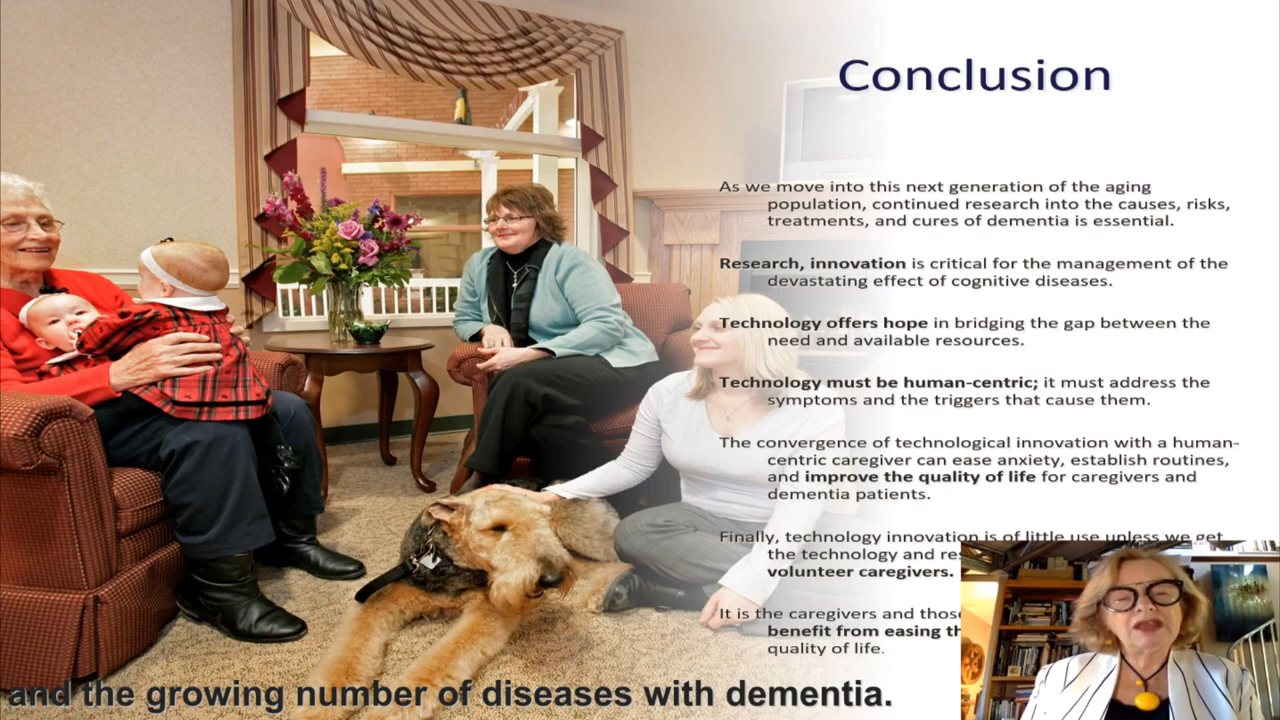 Conclusion
As we move into this next generation of the aging
population, continued research into the causes, risks,
treatments, and cures of dementia is essential.
Research, innovation is critical for the management of the
devastating effect of cognitive diseases.
Technology offers hope in bridging the gap between the
need and available resources.
Technology must be human-centric; it must address the
symptoms and the triggers that cause them.
The convergence of technological innovation with a human-
centric caregiver can ease anxiety, establish routines,
and improve the quality of life for caregivers and
dementia patients.
Finally, technology innovation is of little use unless we get
the technology and re
volunteer caregivers.
It is the caregivers and those
benefit from easing th
quality of life.
and the growing number of diseases with dementia.